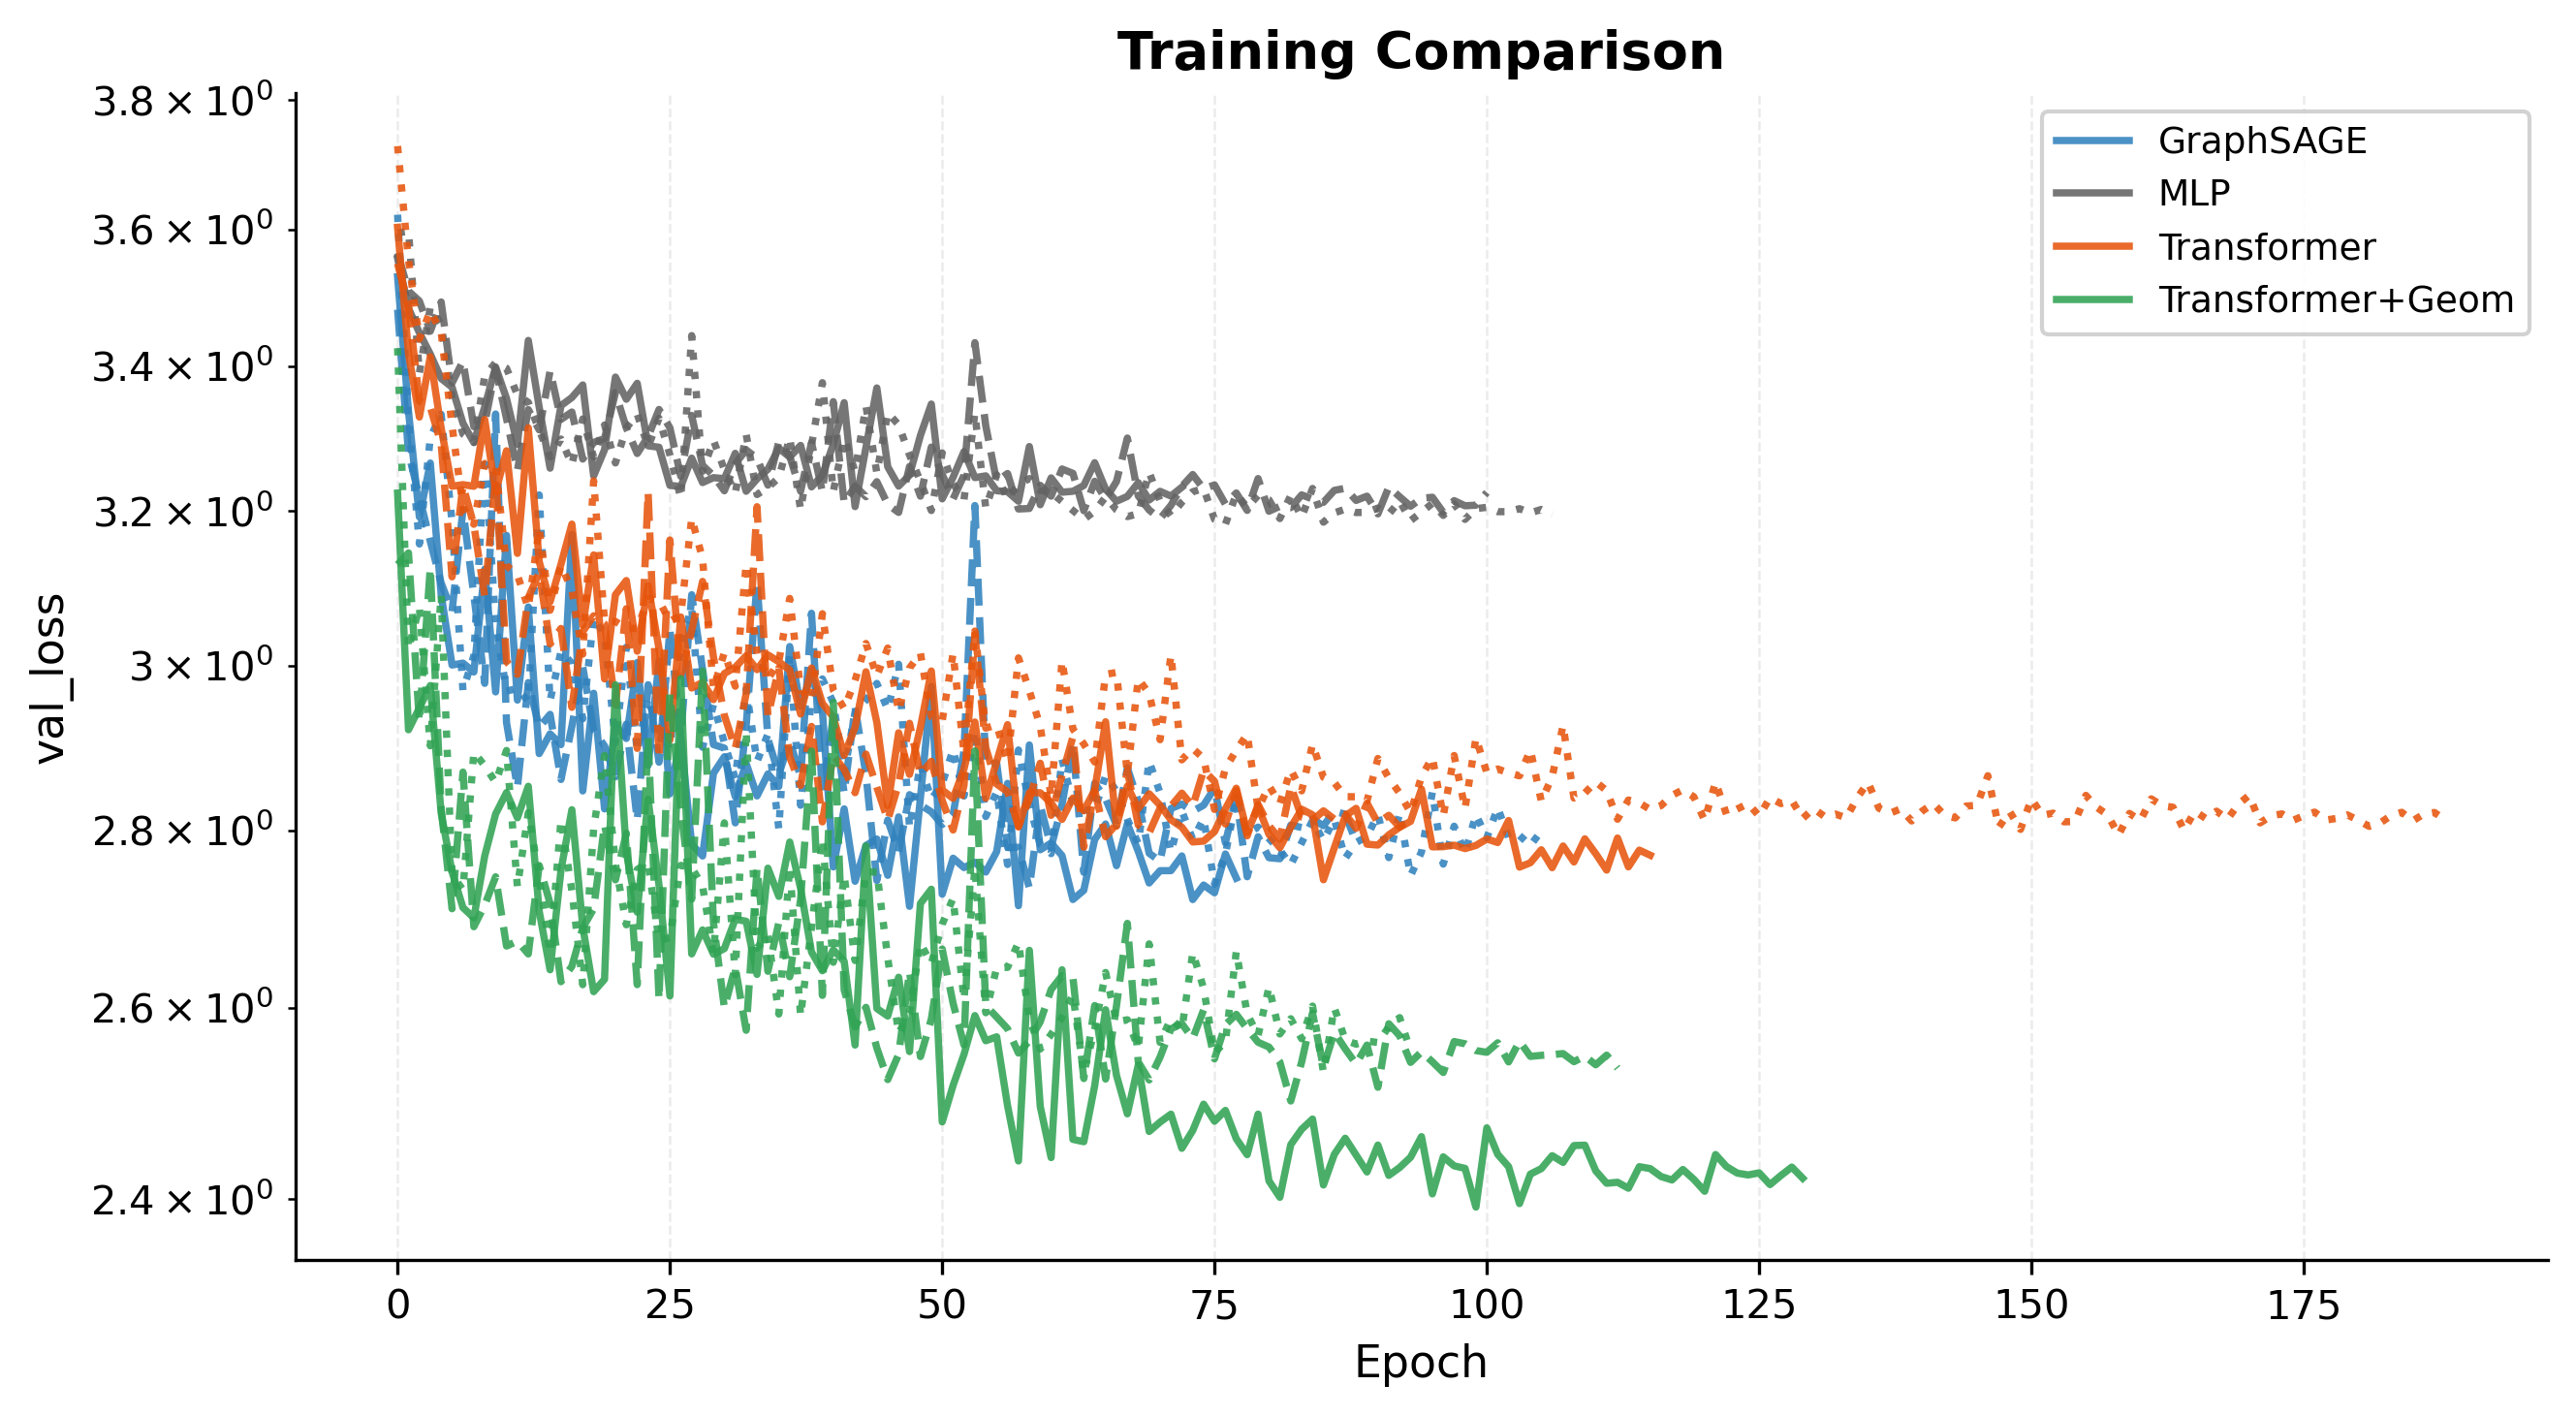 Training Comparison
3.8 × 10⁰
3.6 × 10⁰
3.4 × 10⁰
3.2 × 10⁰
3 × 10⁰
2.8 × 10⁰
2.6 × 10⁰
2.4 × 10⁰
val_loss
GraphSAGE
MLP
Transformer
Transformer+Geom
0 25 50 75 100 125 150 175
Epoch